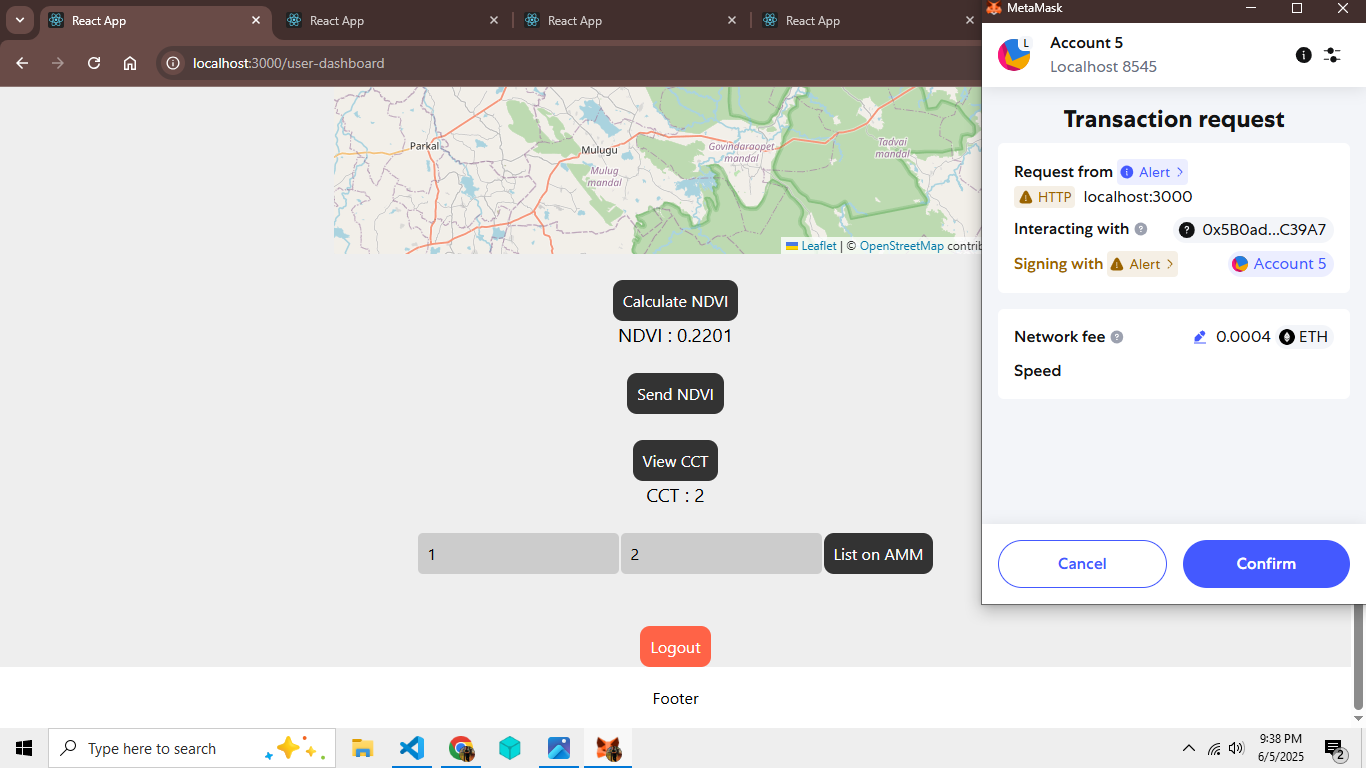 React App
React App
React App
React App
MetaMask
localhost:3000/user-dashboard
L
Account 5
Localhost 8545
Transaction request
Request from Alert >
HTTP localhost:3000
Interacting with ? ? 0x5B0ad...C39A7
Signing with Alert > Account 5
Network fee ? 0.0004 ETH
Speed
Cancel
Confirm
Parkal
Mulugu
Mulug
mandal
Govindaraopet
mandal
Tadvai
mandal
Leaflet | © OpenStreetMap contrib
Calculate NDVI
NDVI : 0.2201
Send NDVI
View CCT
CCT : 2
1
2
List on AMM
Logout
Footer
Type here to search
9:38 PM
6/5/2025
2